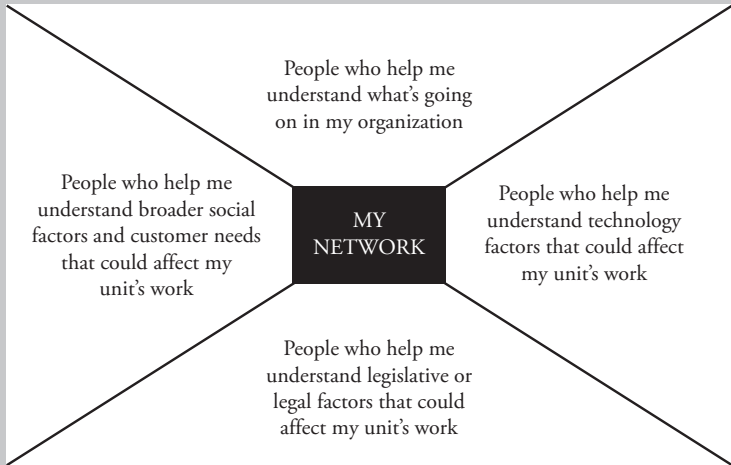 People who help me
understand what's going
on in my organization
People who help me
understand broader social
factors and customer needs
that could affect my
unit's work
MY
NETWORK
People who help me
understand technology
factors that could affect
my unit's work
People who help me
understand legislative or
legal factors that could
affect my unit's work